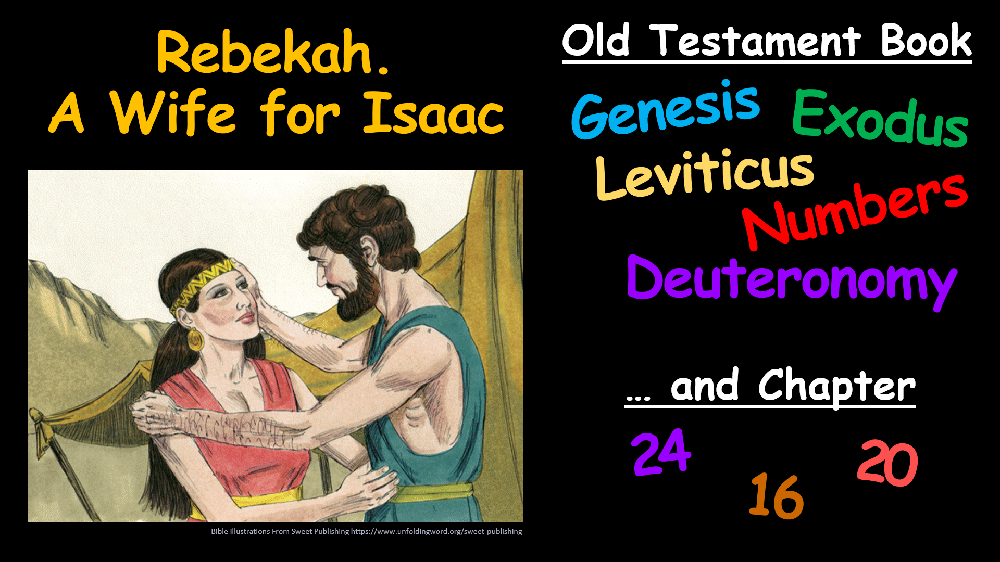 Rebekah.
A Wife for Isaac
Bible Illustrations From Sweet Publishing https://www.unfoldingword.org/sweet-publishing
Old Testament Book
Genesis
Exodus
Leviticus
Numbers
Deuteronomy
... and Chapter
24
16
20